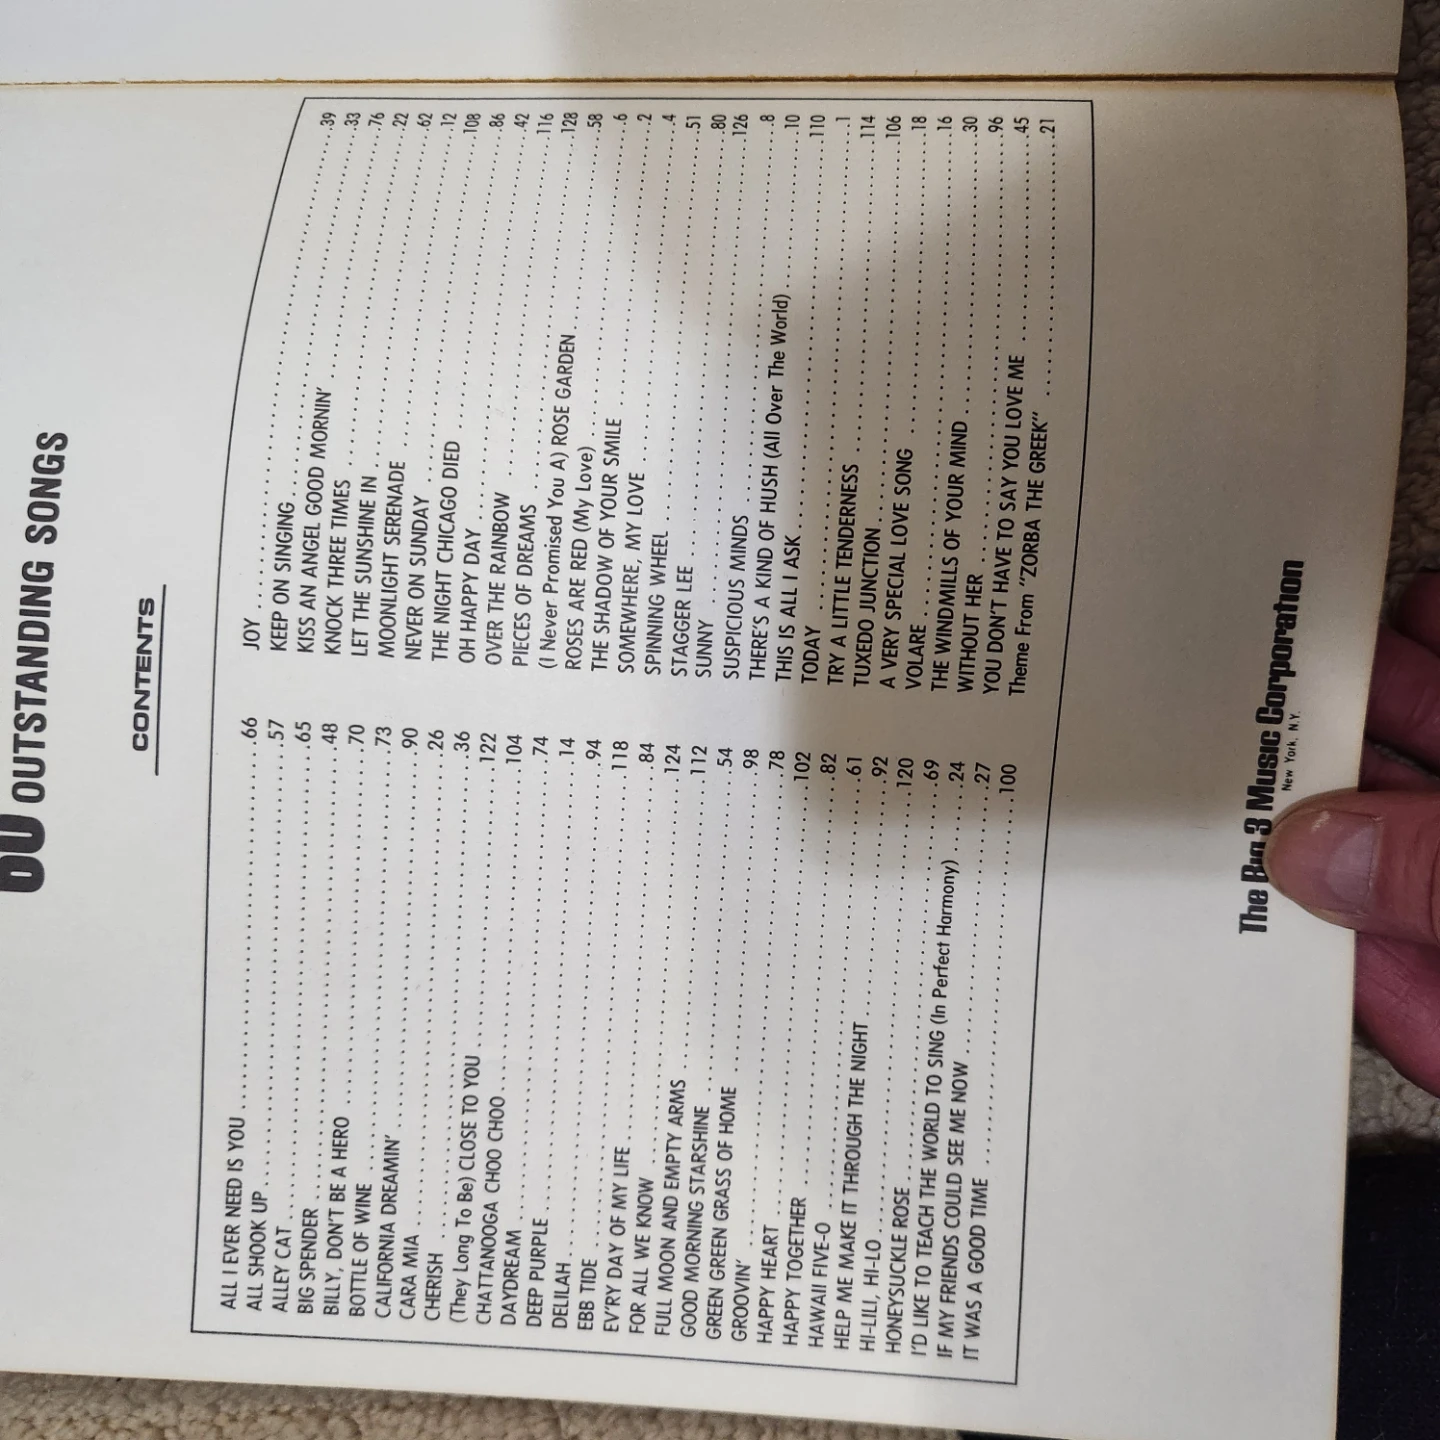 60 OUTSTANDING SONGS
CONTENTS
ALL I EVER NEED IS YOU 66
ALL SHOOK UP 57
ALLEY CAT 65
BIG SPENDER 48
BILLY, DON'T BE A HERO 70
BOTTLE OF WINE 73
CALIFORNIA DREAMIN' 90
CARA MIA 26
CHERISH 36
(They Long To Be) CLOSE TO YOU 122
CHATTANOOGA CHOO CHOO 104
DAYDREAM 74
DEEP PURPLE 14
DELILAH 94
EBB TIDE 118
EV'RY DAY OF MY LIFE 84
FOR ALL WE KNOW 124
FULL MOON AND EMPTY ARMS 112
GOOD MORNING STARSHINE 54
GREEN GREEN GRASS OF HOME 98
GROOVIN' 78
HAPPY HEART 102
HAPPY TOGETHER 82
HAWAII FIVE-O 61
HELP ME MAKE IT THROUGH THE NIGHT 92
HI-LILI, HI-LO 120
HONEYSUCKLE ROSE 69
I'D LIKE TO TEACH THE WORLD TO SING (In Perfect Harmony) 24
IF MY FRIENDS COULD SEE ME NOW 27
IT WAS A GOOD TIME 100
JOY 39
KEEP ON SINGING 33
KISS AN ANGEL GOOD MORNIN' 76
KNOCK THREE TIMES 22
LET THE SUNSHINE IN 62
MOONLIGHT SERENADE 12
NEVER ON SUNDAY 108
THE NIGHT CHICAGO DIED 86
OH HAPPY DAY 42
OVER THE RAINBOW 116
PIECES OF DREAMS 128
(I Never Promised You A) ROSE GARDEN 58
ROSES ARE RED (My Love) 6
THE SHADOW OF YOUR SMILE 2
SOMEWHERE, MY LOVE 4
SPINNING WHEEL 51
STAGGER LEE 80
SUNNY 126
SUSPICIOUS MINDS 8
THERE'S A KIND OF HUSH (All Over The World) 10
THIS IS ALL I ASK 110
TODAY 1
TRY A LITTLE TENDERNESS 114
TUXEDO JUNCTION 106
A VERY SPECIAL LOVE SONG 18
VOLARE 16
THE WINDMILLS OF YOUR MIND 30
WITHOUT HER 96
YOU DON'T HAVE TO SAY YOU LOVE ME 45
Theme From "ZORBA THE GREEK" 21
The Big 3 Music Corporation
New York, N.Y.